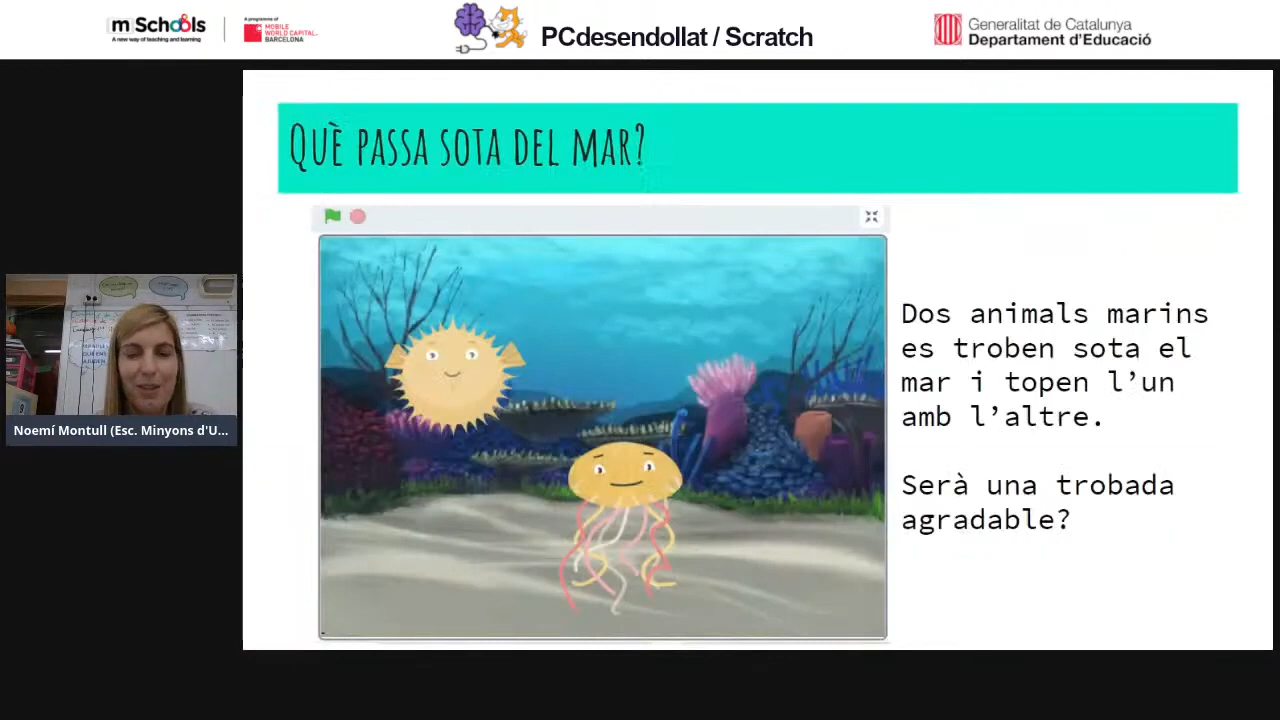 mSchools
A new way of teaching and learning
A programme of
MOBILE
WORLD CAPITAL
BARCELONA
PCdesendollat / Scratch
Generalitat de Catalunya
Departament d'Educació
Què passa sota del mar?
Dos animals marins
es troben sota el
mar i topen l’un
amb l’altre.
Serà una trobada
agradable?
Noemí Montull (Esc. Minyons d'U...